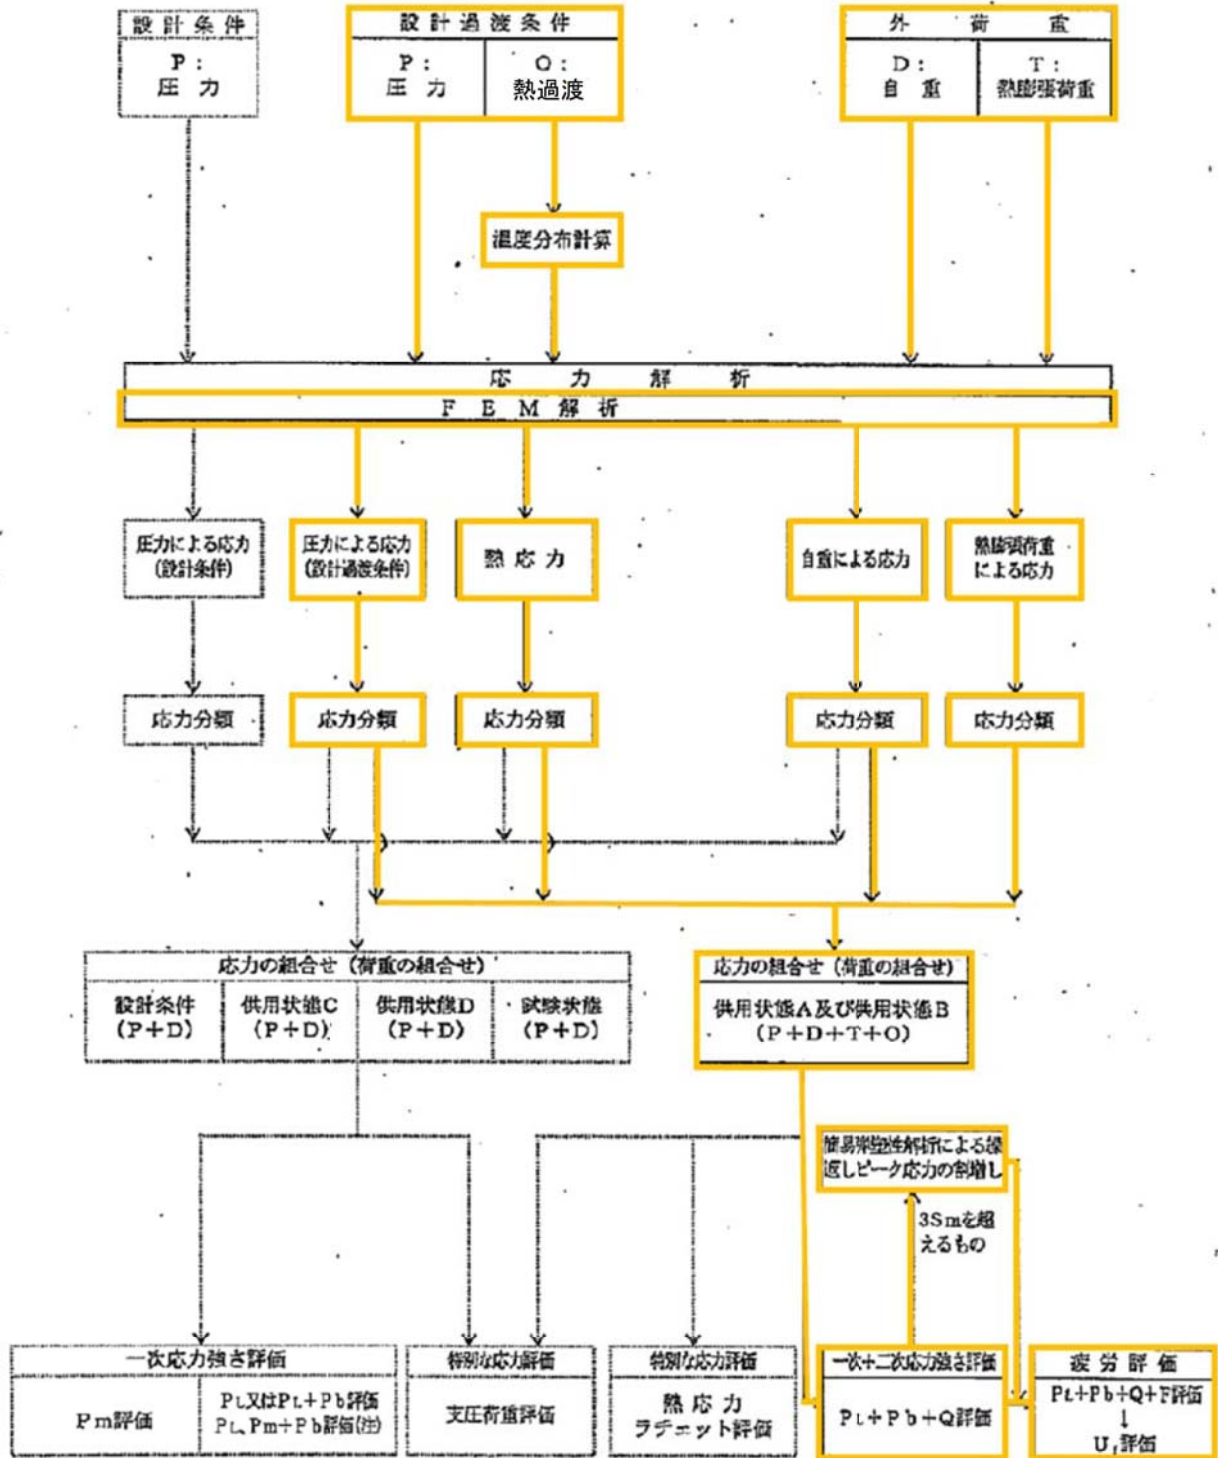 設計条件
P:
圧力
設計過渡条件
P:
圧力
O:
熱過渡
外荷重
D:
自重
T:
熱膨張荷重
温度分布計算
応力解析
FEM解析
圧力による応力
(設計条件)
圧力による応力
(設計過渡条件)
熱応力
自重による応力
熱膨張荷重
による応力
応力分類
応力分類
応力分類
応力分類
応力分類
応力の組合せ(荷重の組合せ)
設計条件
(P+D)
供用状態C
(P+D)
供用状態D
(P+D)
試験状態
(P+D)
応力の組合せ(荷重の組合せ)
供用状態A及び供用状態B
(P+D+T+O)
簡易弾塑性解析による繰
返しピーク応力の割増し
3Smを超
えるもの
一次応力強さ評価
Pm評価
PL又はPL+Pb評価
PL、Pm+Pb評価(注)
特別な応力評価
支圧荷重評価
特別な応力評価
熱応力
ラチェット評価
一次+二次応力強さ評価
PL+Pb+Q評価
疲労評価
PL+Pb+Q+F評価
↓
Uf評価